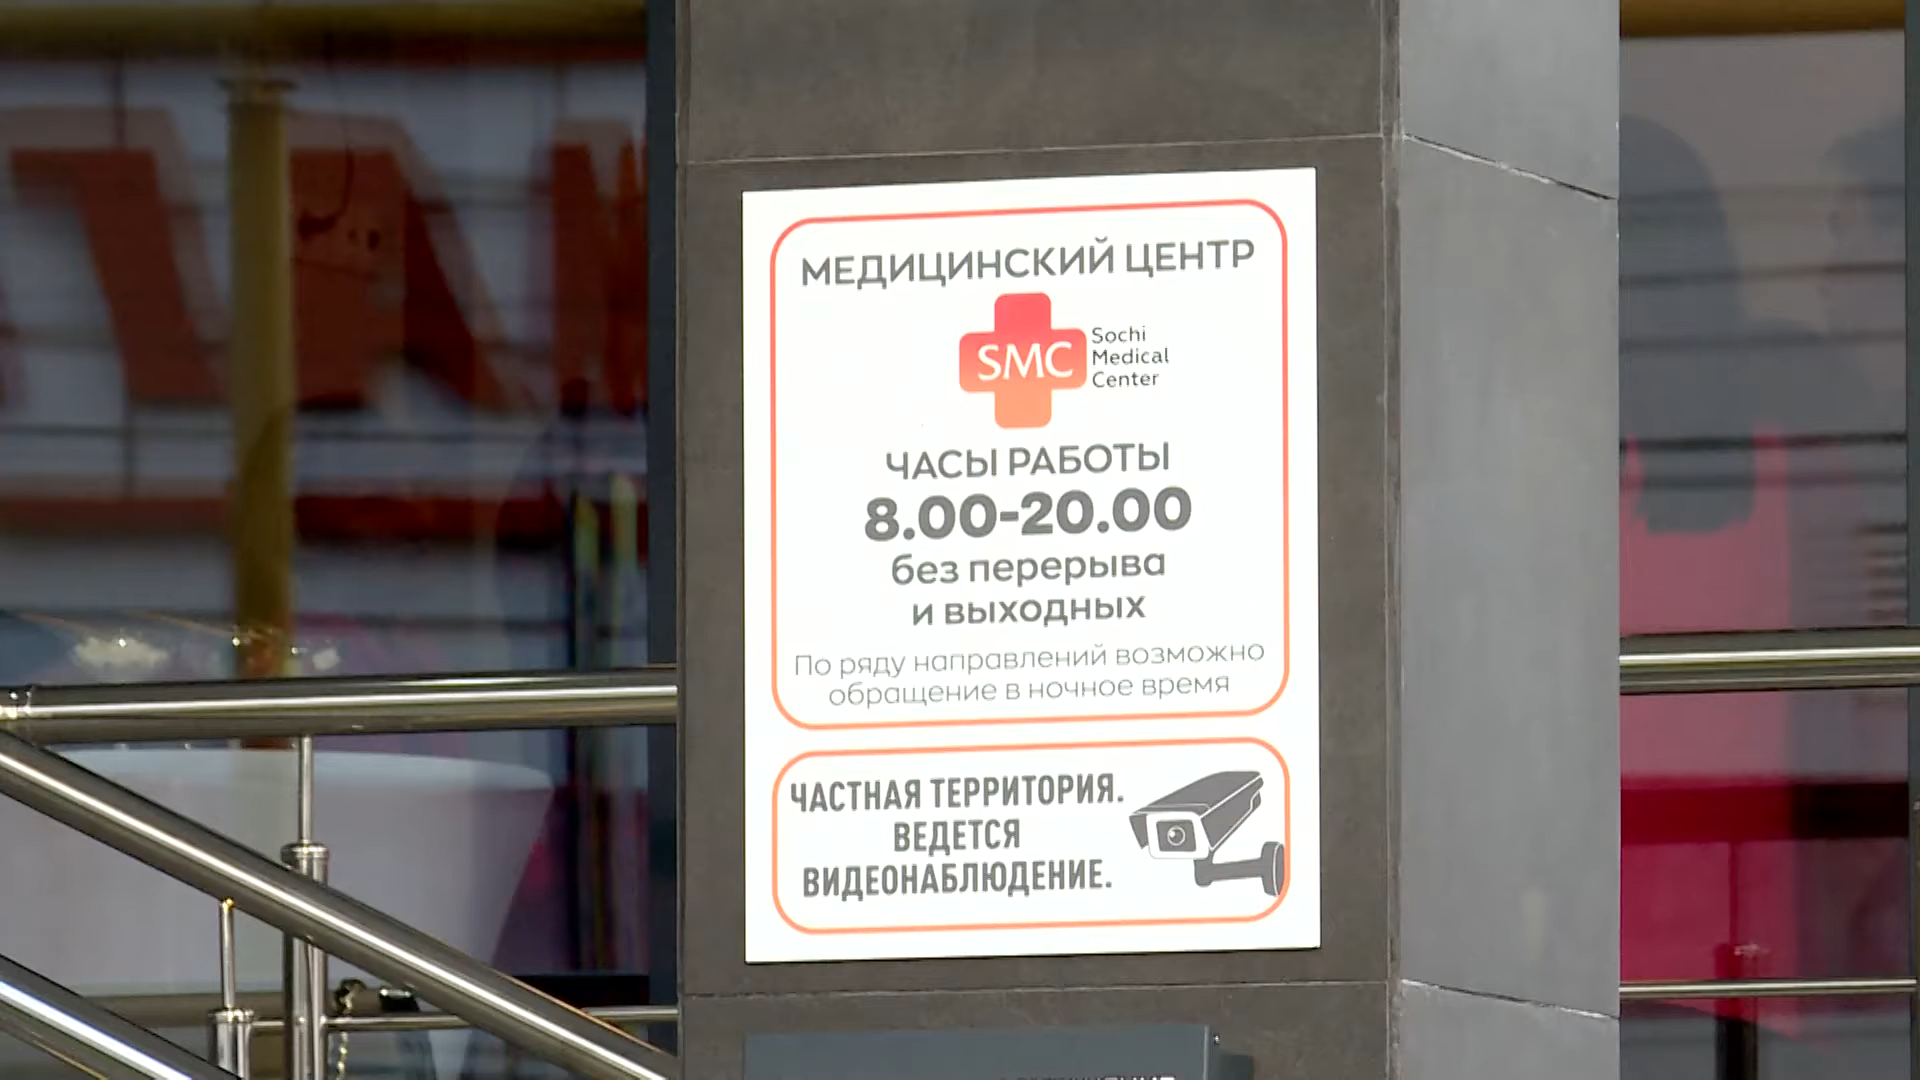 МЕДИЦИНСКИЙ ЦЕНТР
SMC
Sochi
Medical
Center
ЧАСЫ РАБОТЫ
8.00-20.00
без перерыва
и выходных
По ряду направлений возможно
обращение в ночное время
ЧАСТНАЯ ТЕРРИТОРИЯ.
ВЕДЕТСЯ
ВИДЕОНАБЛЮДЕНИЕ.